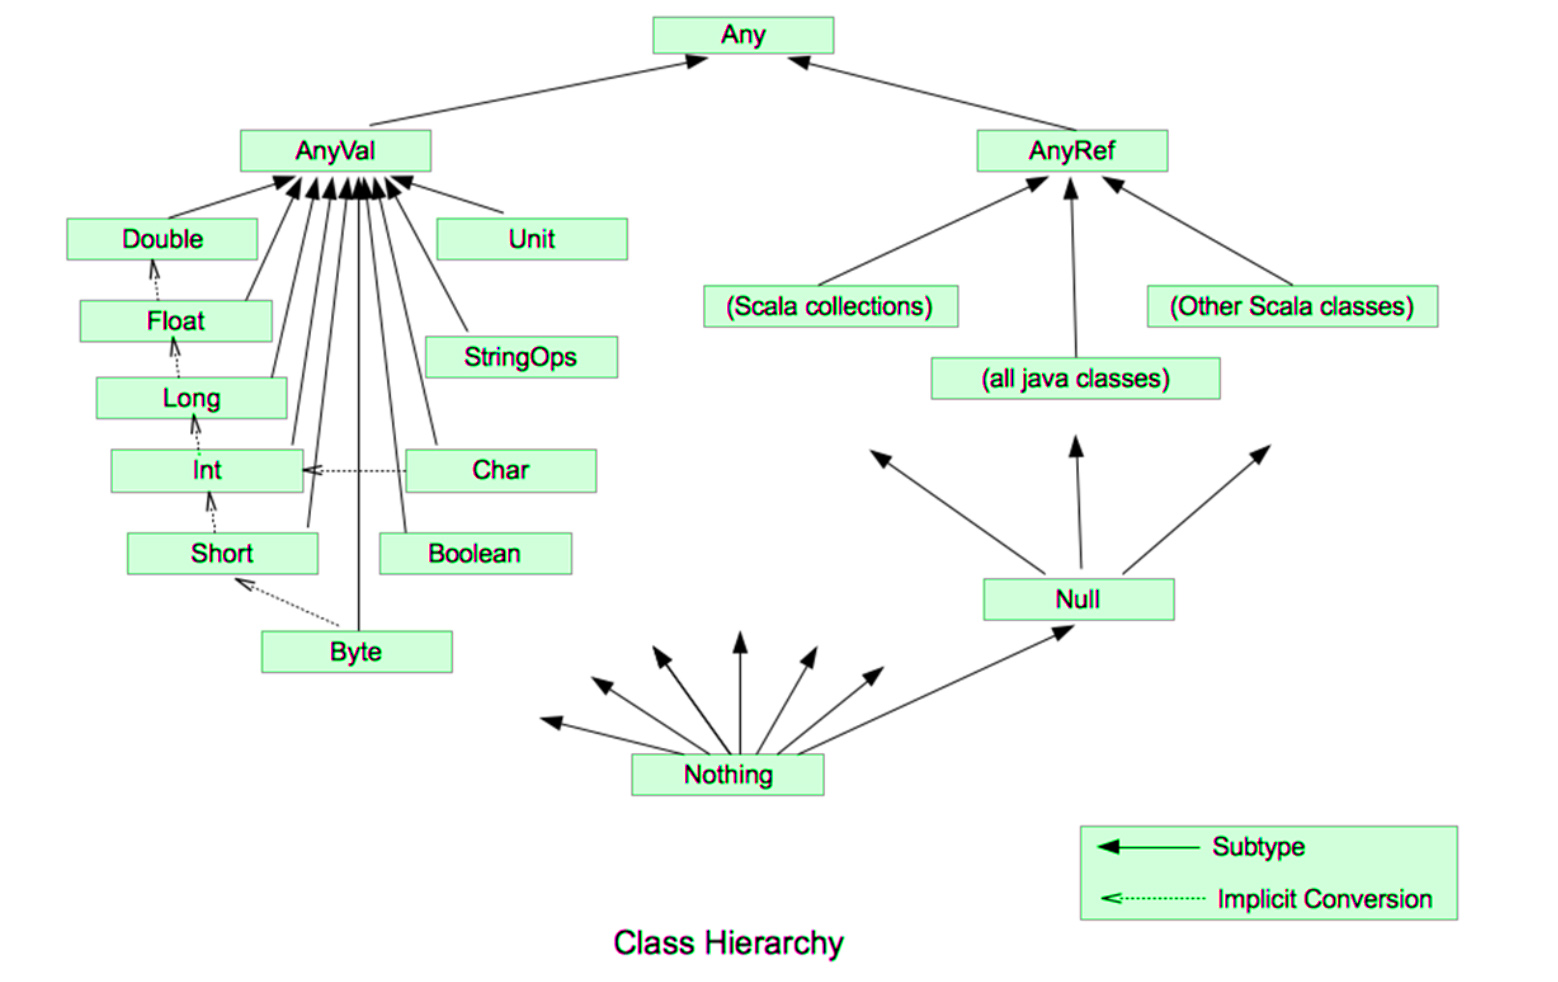 Any
AnyVal
AnyRef
Double
Unit
Float
(Scala collections)
(Other Scala classes)
StringOps
(all java classes)
Long
Int
Char
Short
Boolean
Null
Byte
Nothing
Subtype
Implicit Conversion
Class Hierarchy